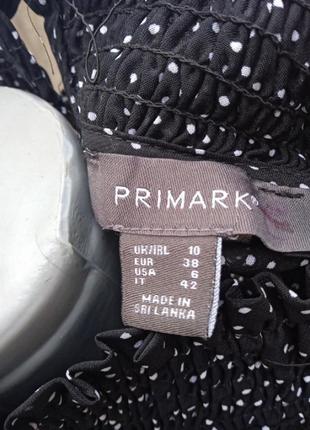 PRIMARK®
UK/IRL 10
EUR 38
USA 6
IT 42
MADE IN
SRI LANKA